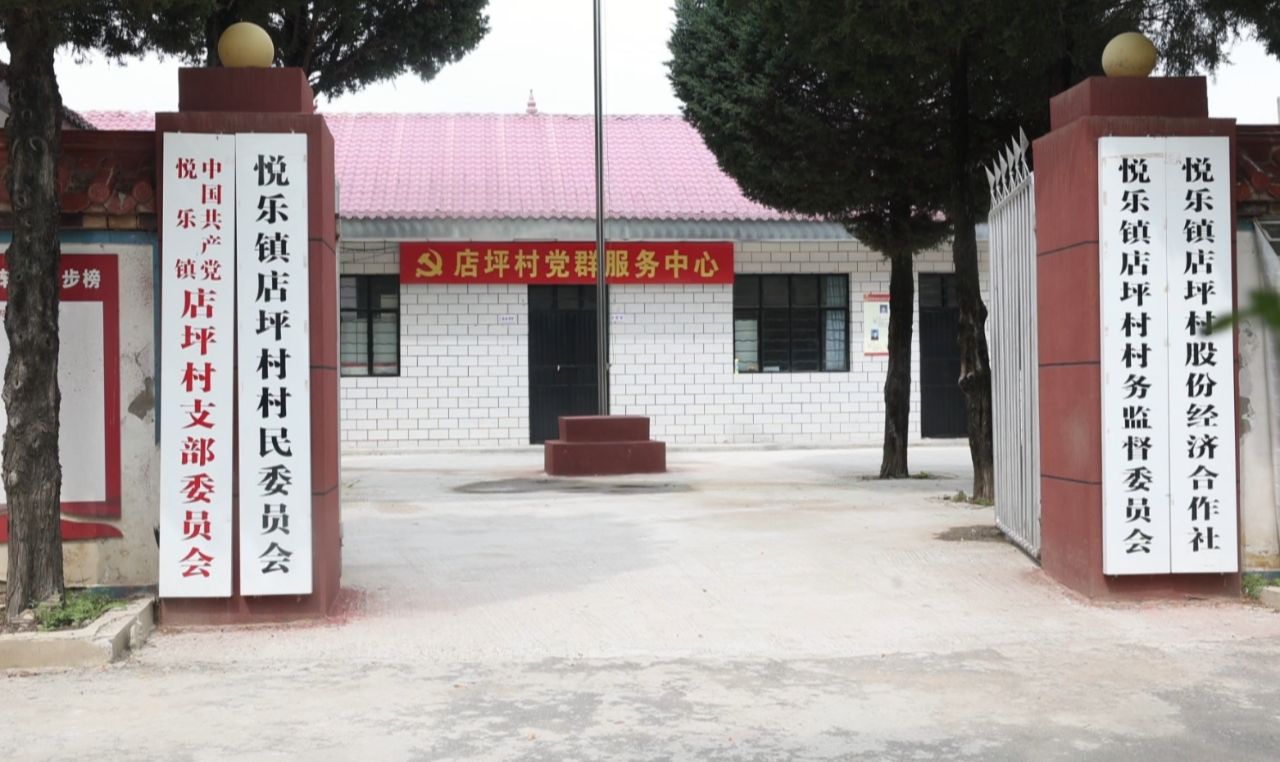 中国共产党
悦乐镇
店坪村支部委员会
悦乐镇店坪村村民委员会
店坪村党群服务中心
悦乐镇店坪村村务监督委员会
悦乐镇店坪村股份经济合作社
步榜